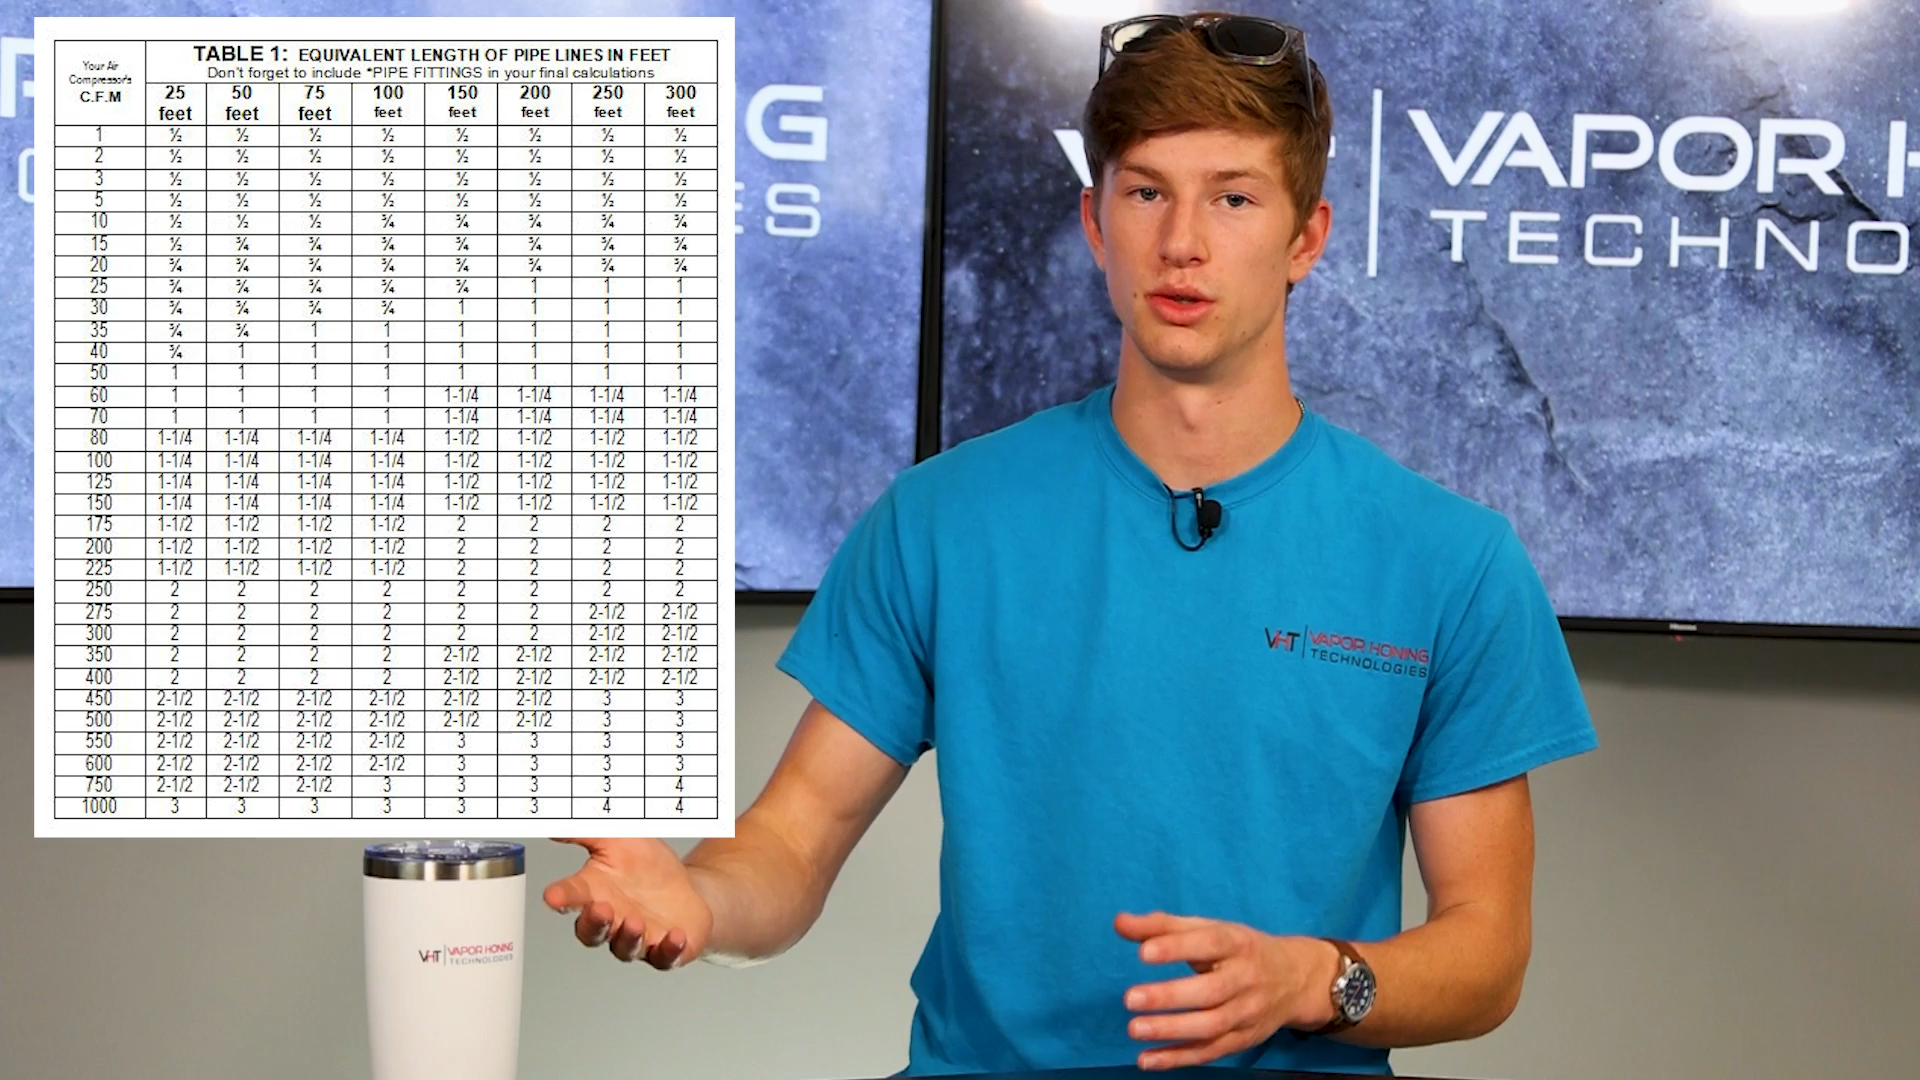 TABLE 1: EQUIVALENT LENGTH OF PIPE LINES IN FEET
Don't forget to include *PIPE FITTINGS in your final calculations
Your Air
Compressor's
C.F.M
25 feet 50 feet 75 feet 100 feet 150 feet 200 feet 250 feet 300 feet
1 ½ ½ ½ ½ ½ ½ ½ ½
2 ½ ½ ½ ½ ½ ½ ½ ½
3 ½ ½ ½ ½ ½ ½ ½ ½
5 ½ ½ ½ ½ ½ ½ ½ ½
10 ½ ½ ½ ¾ ¾ ¾ ¾ ¾
15 ½ ¾ ¾ ¾ ¾ ¾ ¾ ¾
20 ¾ ¾ ¾ ¾ ¾ ¾ ¾ ¾
25 ¾ ¾ ¾ ¾ ¾ 1 1 1
30 ¾ ¾ ¾ ¾ 1 1 1 1
35 ¾ ¾ 1 1 1 1 1 1
40 ¾ 1 1 1 1 1 1 1
50 1 1 1 1 1 1 1 1
60 1 1 1 1 1-1/4 1-1/4 1-1/4 1-1/4
70 1 1 1 1 1-1/4 1-1/4 1-1/4 1-1/4
80 1-1/4 1-1/4 1-1/4 1-1/4 1-1/2 1-1/2 1-1/2 1-1/2
100 1-1/4 1-1/4 1-1/4 1-1/4 1-1/2 1-1/2 1-1/2 1-1/2
125 1-1/4 1-1/4 1-1/4 1-1/4 1-1/2 1-1/2 1-1/2 1-1/2
150 1-1/4 1-1/4 1-1/4 1-1/4 1-1/2 1-1/2 1-1/2 1-1/2
175 1-1/2 1-1/2 1-1/2 1-1/2 2 2 2 2
200 1-1/2 1-1/2 1-1/2 1-1/2 2 2 2 2
225 1-1/2 1-1/2 1-1/2 1-1/2 2 2 2 2
250 2 2 2 2 2 2 2 2
275 2 2 2 2 2 2 2-1/2 2-1/2
300 2 2 2 2 2 2 2-1/2 2-1/2
350 2 2 2 2 2-1/2 2-1/2 2-1/2 2-1/2
400 2 2 2 2 2-1/2 2-1/2 2-1/2 2-1/2
450 2-1/2 2-1/2 2-1/2 2-1/2 2-1/2 2-1/2 3 3
500 2-1/2 2-1/2 2-1/2 2-1/2 2-1/2 2-1/2 3 3
550 2-1/2 2-1/2 2-1/2 2-1/2 3 3 3 3
600 2-1/2 2-1/2 2-1/2 2-1/2 3 3 3 3
750 2-1/2 2-1/2 2-1/2 3 3 3 3 4
1000 3 3 3 3 3 3 4 4
G
ES
VAPOR H
TECHNO
VHT VAPOR HONING
TECHNOLOGIES
VHT VAPOR HONING
TECHNOLOGIES